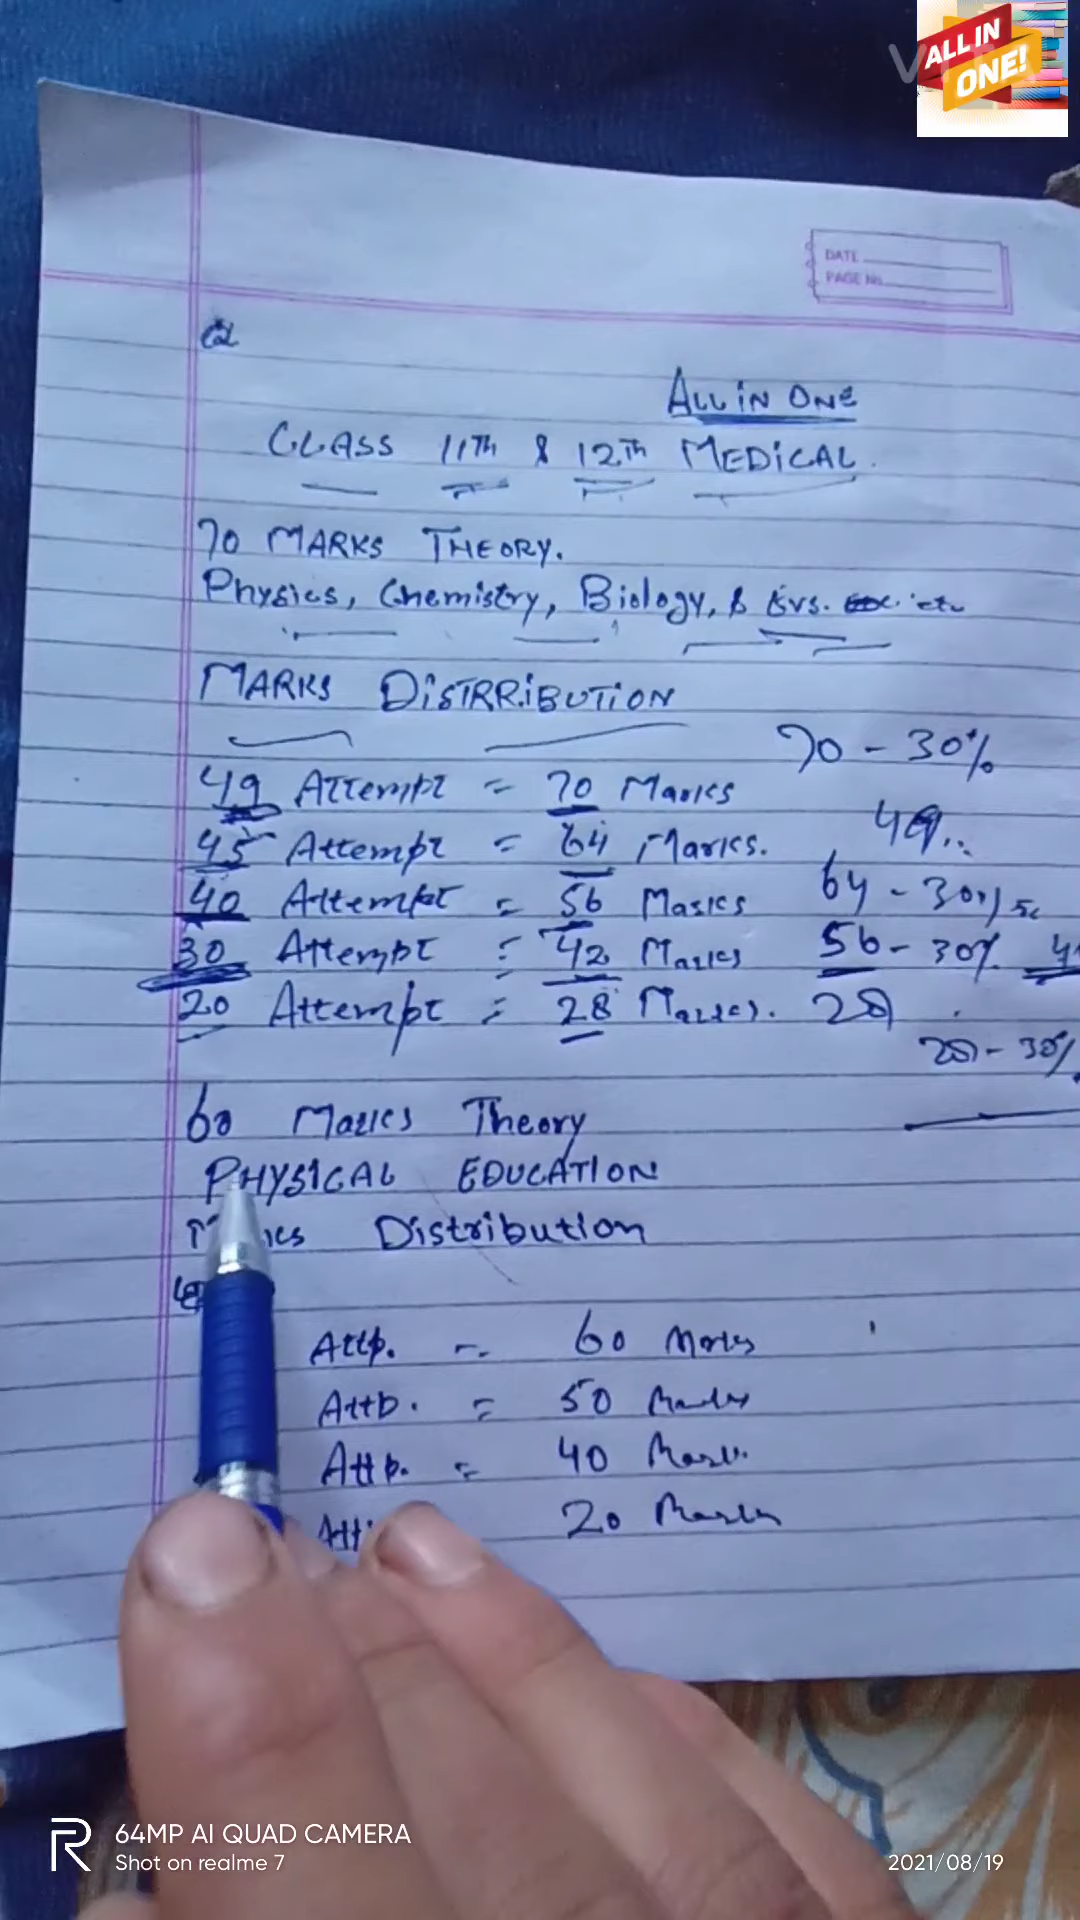 ALL IN ONE!
DATE
PAGE No.
ALL iN ONE
CLASS 11TH & 12TH MEDiCAL.
70 MARKS THEORY.
Physics, Chemistry, Biology, & Evs. etc
MARKS DiSTRRiBUTiON
70 - 30%
49 Attempt = 70 Marks
49..
45 Attempt = 64 Marks.
64 - 30%
40 Attempt = 56 Marks
56 - 30%
30 Attempt = 42 Marks
20 Attempt = 28 Marks.
28
28 - 30%
60 Marks Theory
PHYSICAL EDUCATION
Distribution
Attp. - 60 Marks
Attp. = 50 Marks
Attp. = 40 Mark.
20 Marks
64MP AI QUAD CAMERA
Shot on realme 7
2021/08/19